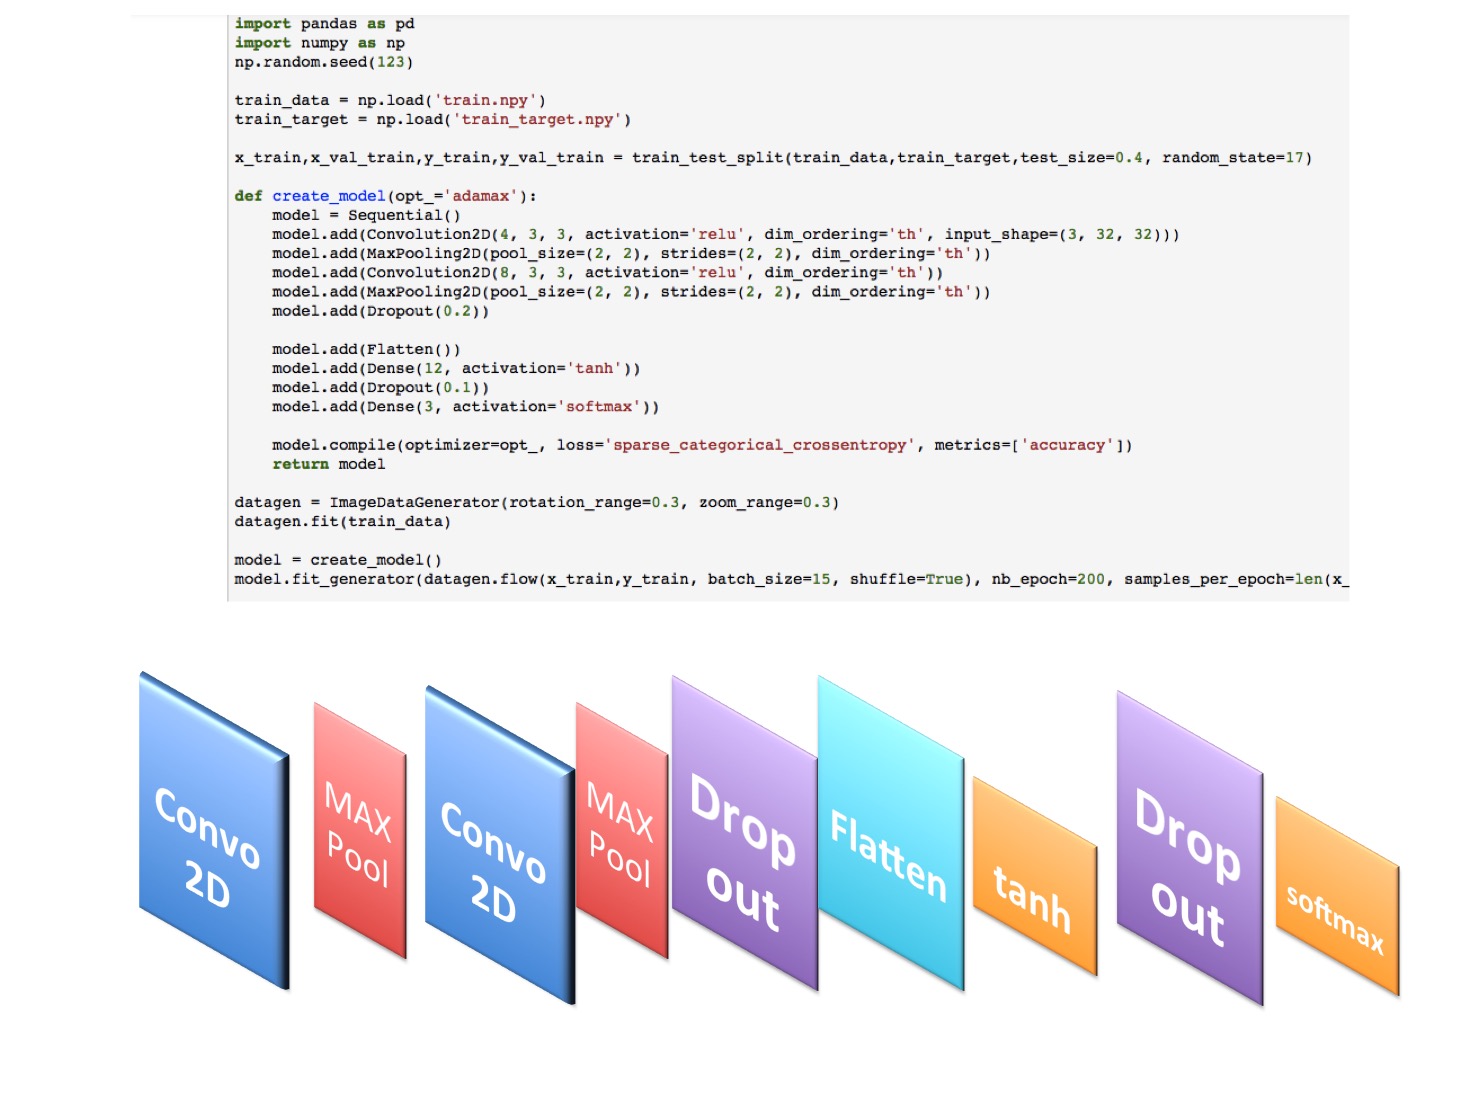 import pandas as pd
import numpy as np
np.random.seed(123)
train_data = np.load('train.npy')
train_target = np.load('train_target.npy')
x_train,x_val_train,y_train,y_val_train = train_test_split(train_data,train_target,test_size=0.4, random_state=17)
def create_model(opt_='adamax'):
    model = Sequential()
    model.add(Convolution2D(4, 3, 3, activation='relu', dim_ordering='th', input_shape=(3, 32, 32)))
    model.add(MaxPooling2D(pool_size=(2, 2), strides=(2, 2), dim_ordering='th'))
    model.add(Convolution2D(8, 3, 3, activation='relu', dim_ordering='th'))
    model.add(MaxPooling2D(pool_size=(2, 2), strides=(2, 2), dim_ordering='th'))
    model.add(Dropout(0.2))
    model.add(Flatten())
    model.add(Dense(12, activation='tanh'))
    model.add(Dropout(0.1))
    model.add(Dense(3, activation='softmax'))
    model.compile(optimizer=opt_, loss='sparse_categorical_crossentropy', metrics=['accuracy'])
    return model
datagen = ImageDataGenerator(rotation_range=0.3, zoom_range=0.3)
datagen.fit(train_data)
model = create_model()
model.fit_generator(datagen.flow(x_train,y_train, batch_size=15, shuffle=True), nb_epoch=200, samples_per_epoch=len(x_
Convo
2D
MAX
Pool
Convo
2D
MAX
Pool
Drop
out
Flatten
tanh
Drop
out
softmax